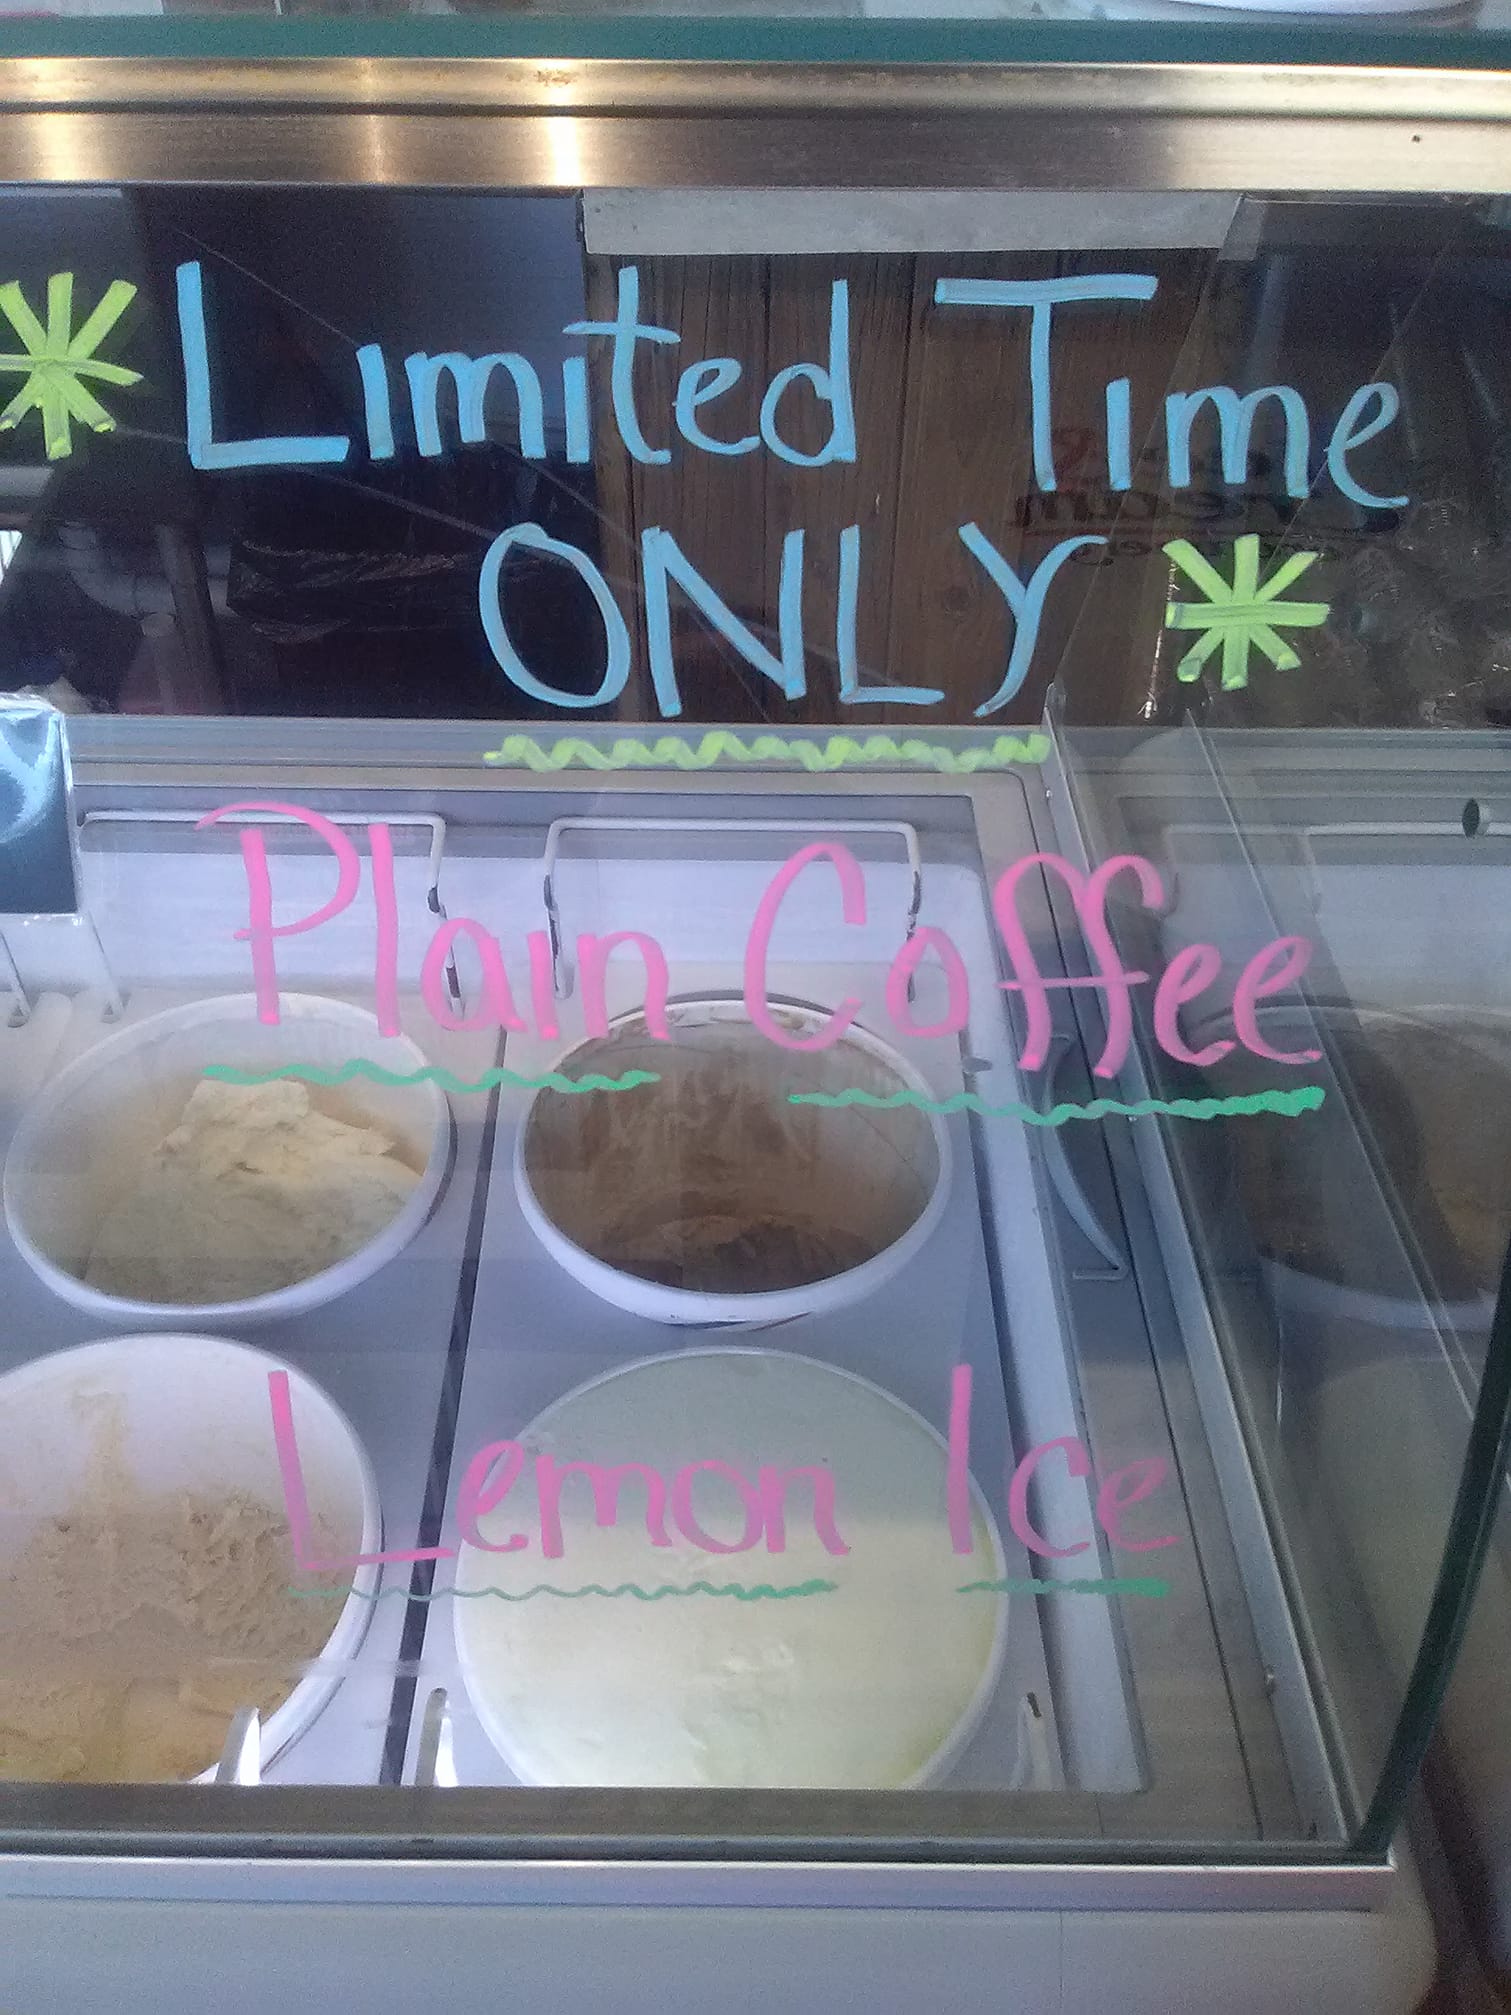 * Limited Time
ONLY *
Plain Coffee
Lemon Ice